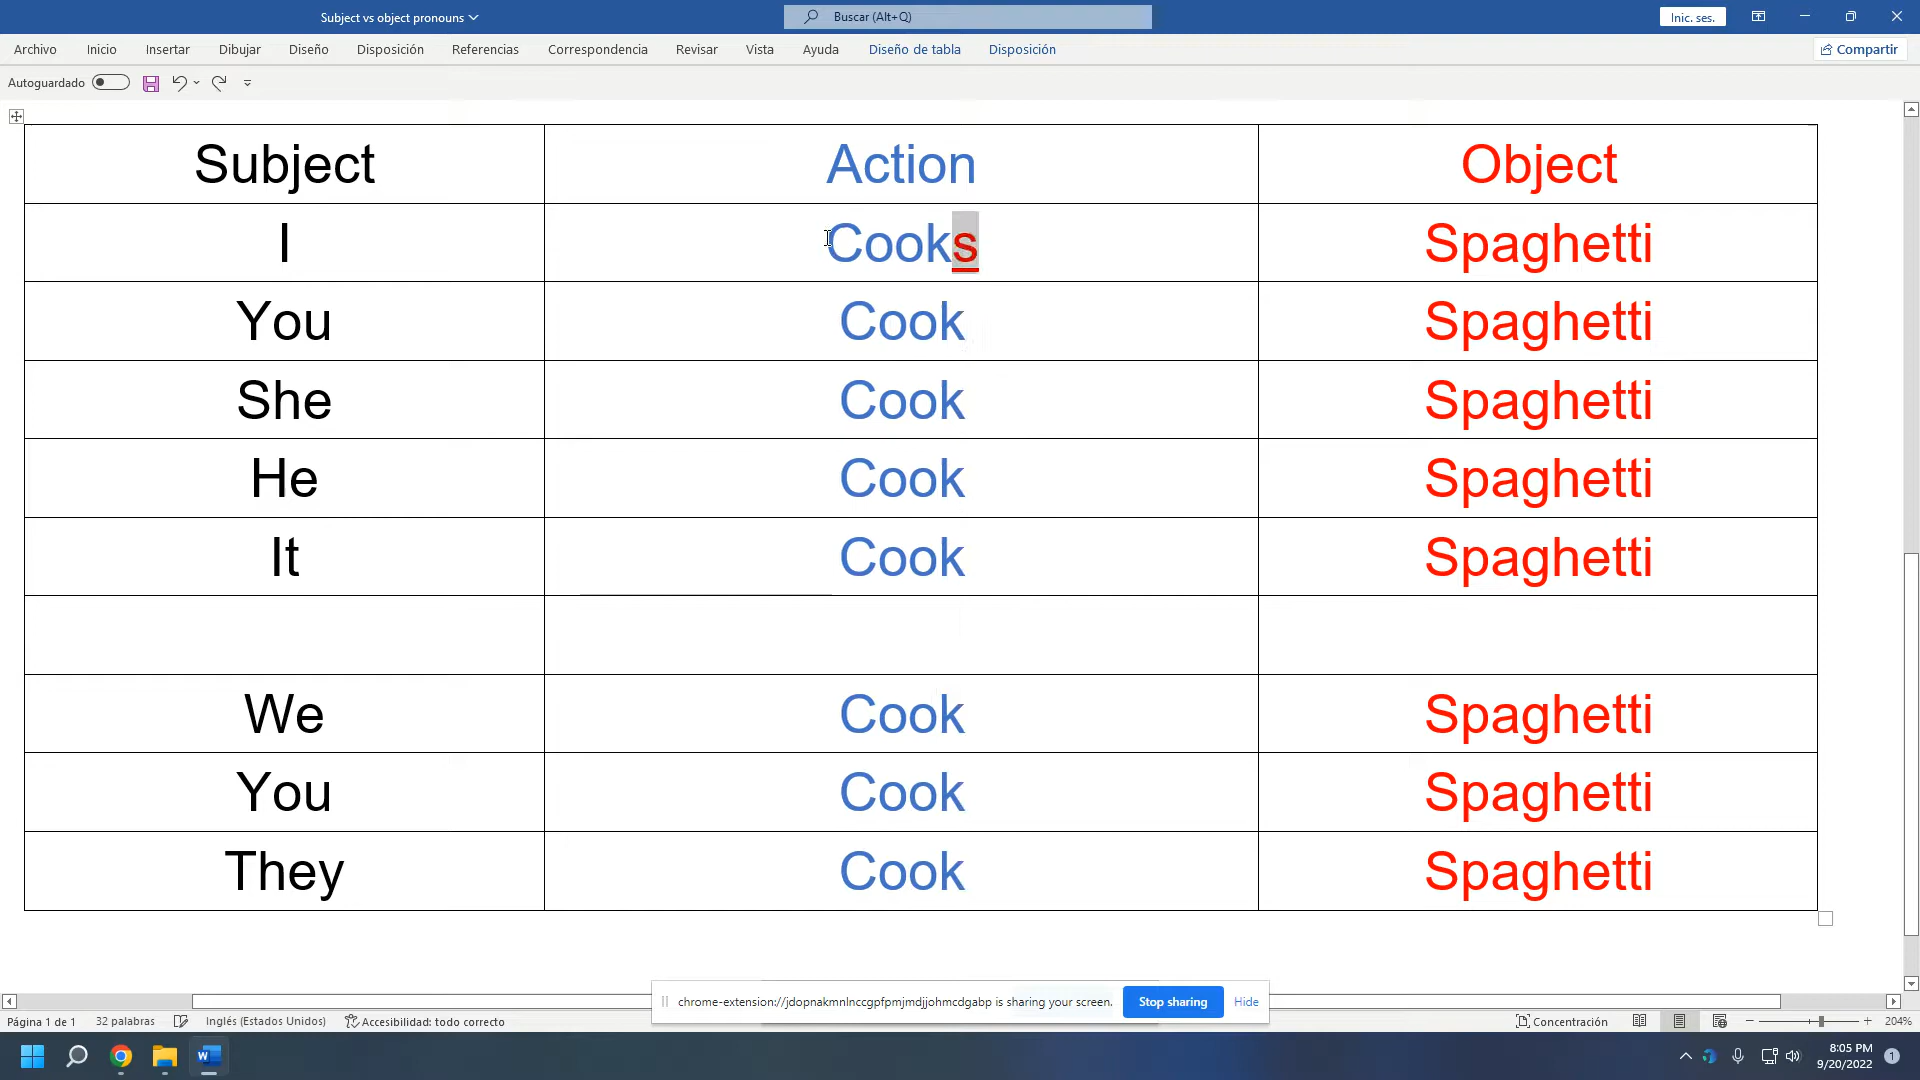 Subject vs object pronouns
Buscar (Alt+Q)
Inic. ses.
Archivo Inicio Insertar Dibujar Diseño Disposición Referencias Correspondencia Revisar Vista Ayuda Diseño de tabla Disposición Compartir
Autoguardado
Subject Action Object
I Cooks Spaghetti
You Cook Spaghetti
She Cook Spaghetti
He Cook Spaghetti
It Cook Spaghetti
We Cook Spaghetti
You Cook Spaghetti
They Cook Spaghetti
chrome-extension://jdopnakmnlnccgpfpmjmdjjohmcdgabp is sharing your screen. Stop sharing Hide
Página 1 de 1 32 palabras Inglés (Estados Unidos) Accesibilidad: todo correcto Concentración 204%
8:05 PM
9/20/2022
1